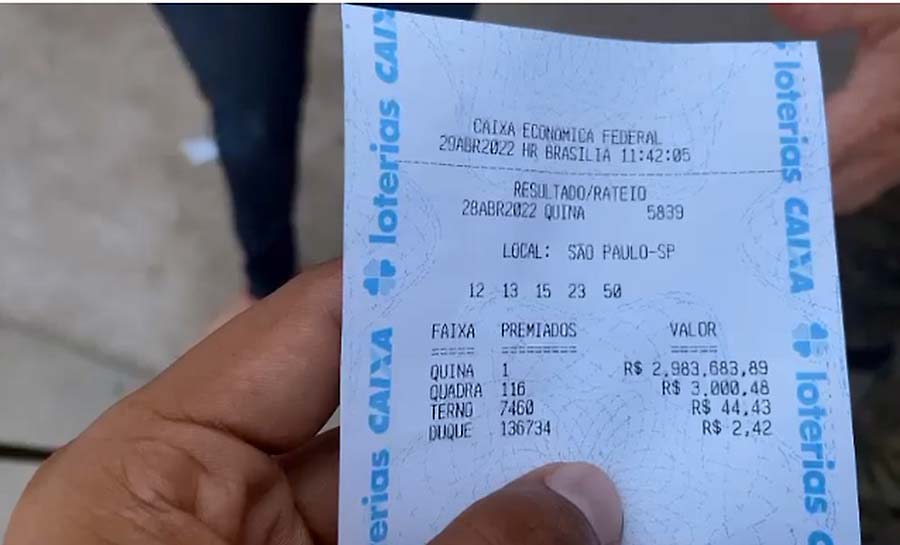 CAIXA ECONOMICA FEDERAL
29ABR2022 HR BRASILIA 11:42:05
RESULTADO/RATEIO
28ABR2022 QUINA 5839
LOCAL: SÃO PAULO-SP
12 13 15 23 50
FAIXA PREMIADOS VALOR
===== ========= =====
QUINA 1 R$ 2,983,683,89
QUADRA 116 R$ 3,000,48
TERNO 7460 R$ 44,43
DUQUE 136734 R$ 2,42
loterias CAIXA
erias CAIXA
loterias CAIXA
loterias C